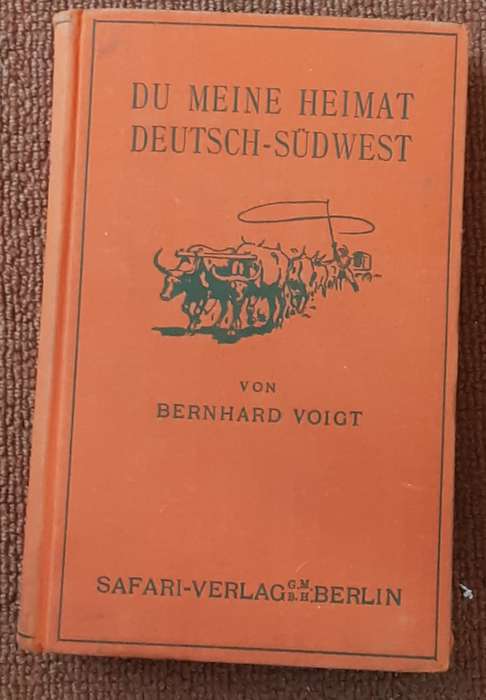 DU MEINE HEIMAT
DEUTSCH-SÜDWEST
VON
BERNHARD VOIGT
SAFARI-VERLAG G.M.B.H. BERLIN